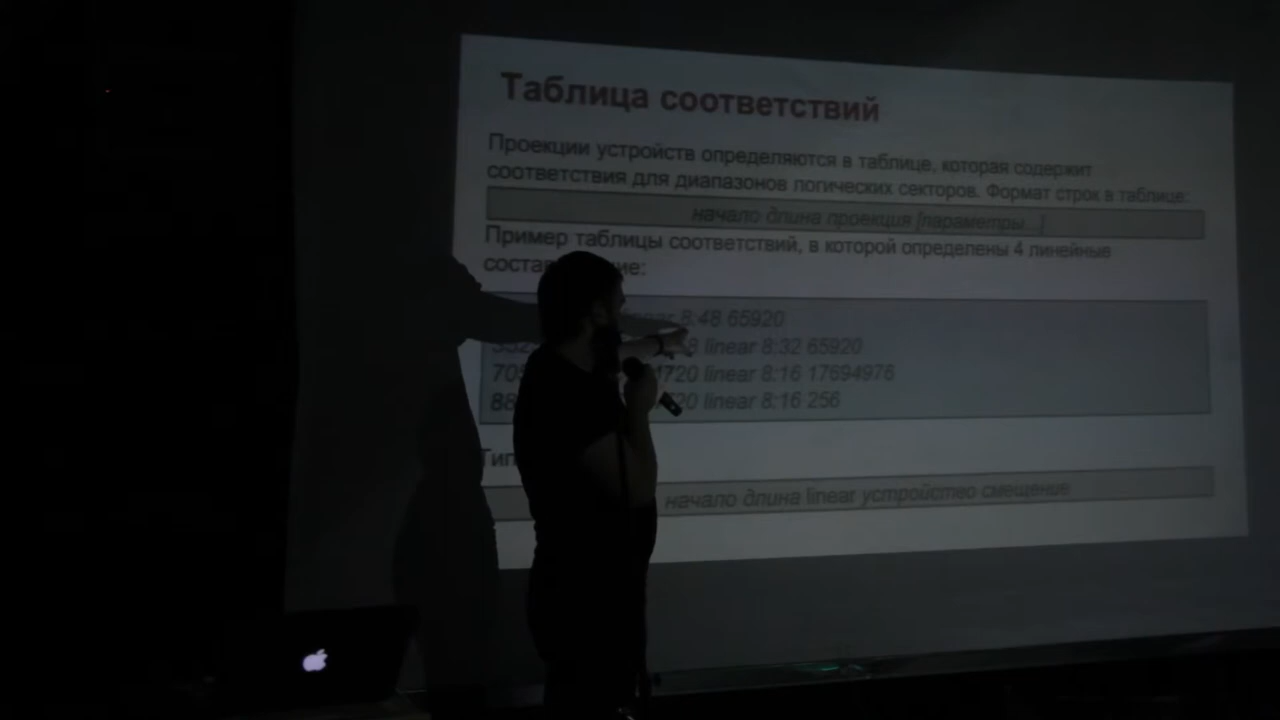 Таблица соответствий
Проекции устройств определяются в таблице, которая содержит
соответствия для диапазонов логических секторов. Формат строк в таблице:
начало длина проекция [параметры...]
Пример таблицы соответствий, в которой определены 4 линейные
linear 8:48 65920
linear 8:32 65920
linear 8:16 17694976
linear 8:16 256
начало длина linear устройство смещение